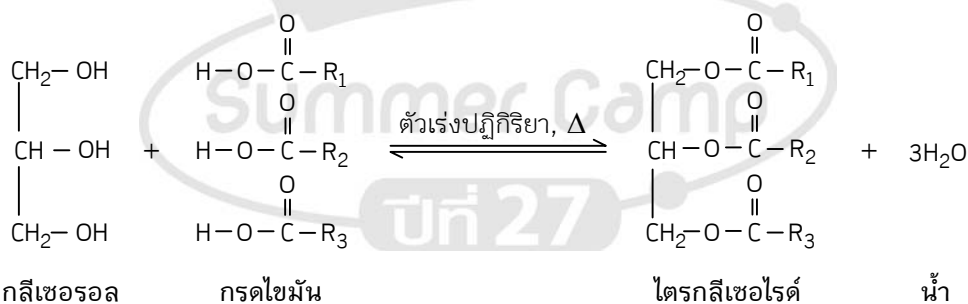 O O
CH₂– OH H–O–C–R₁ CH₂–O–C–R₁
Summer Camp
O ตัวเร่งปฏิกิริยา, Δ O
CH – OH + H–O–C–R₂ CH–O–C–R₂ + 3H₂O
O O
ปีที่ 27
CH₂– OH H–O–C–R₃ CH₂–O–C–R₃
กลีเซอรอล กรดไขมัน ไตรกลีเซอไรด์ น้ำ